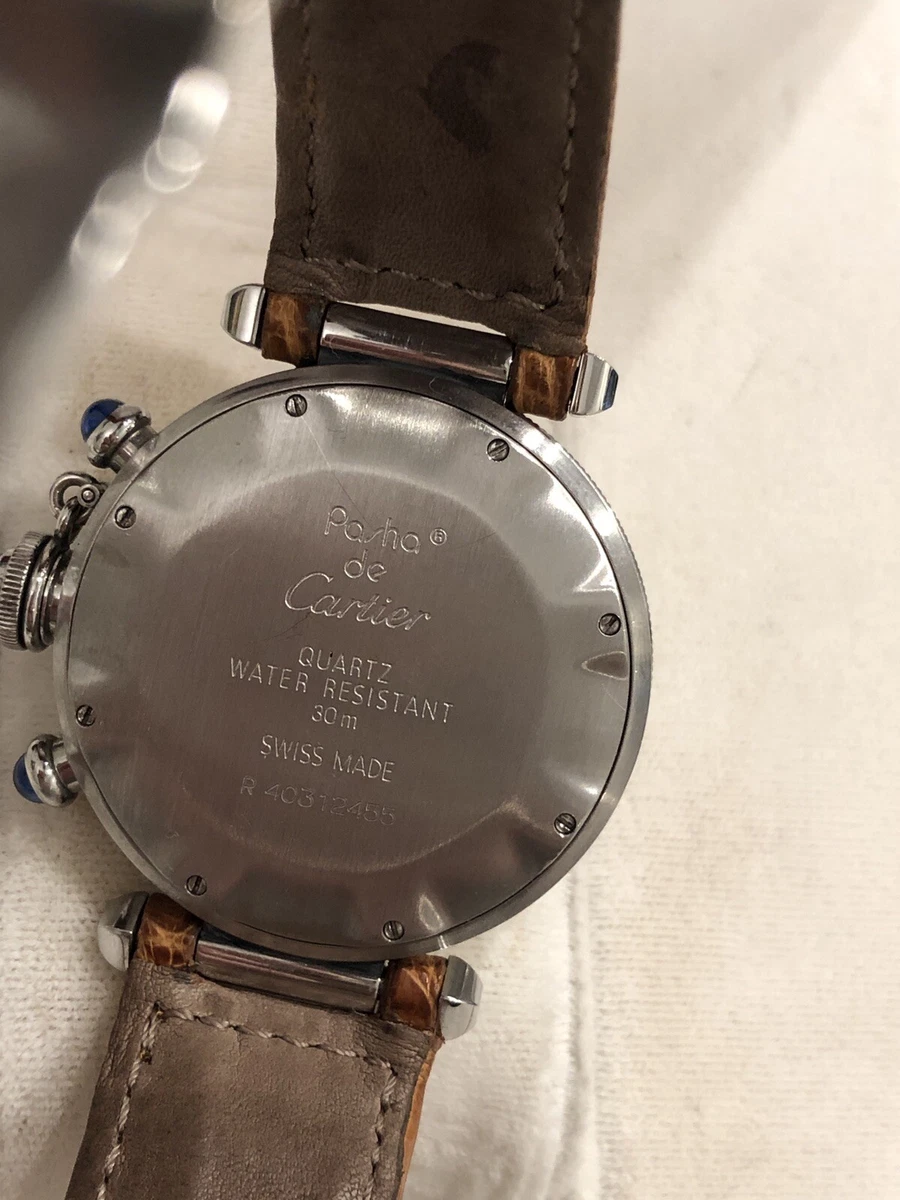 Pasha®
de
Cartier
QUARTZ
WATER RESISTANT
30m
SWISS MADE
R 40312455